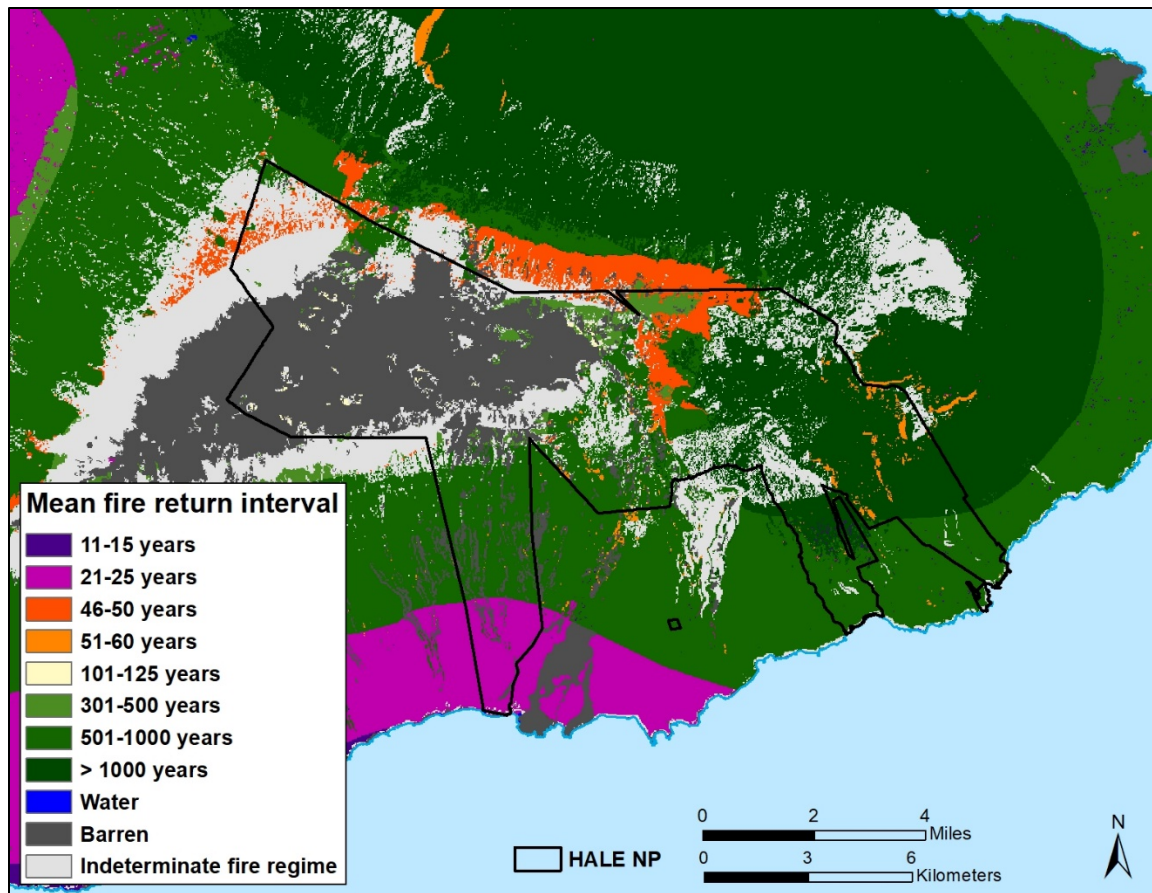 Mean fire return interval
11-15 years
21-25 years
46-50 years
51-60 years
101-125 years
301-500 years
501-1000 years
> 1000 years
Water
Barren
Indeterminate fire regime
HALE NP
0 2 4
Miles
0 3 6
Kilometers
N